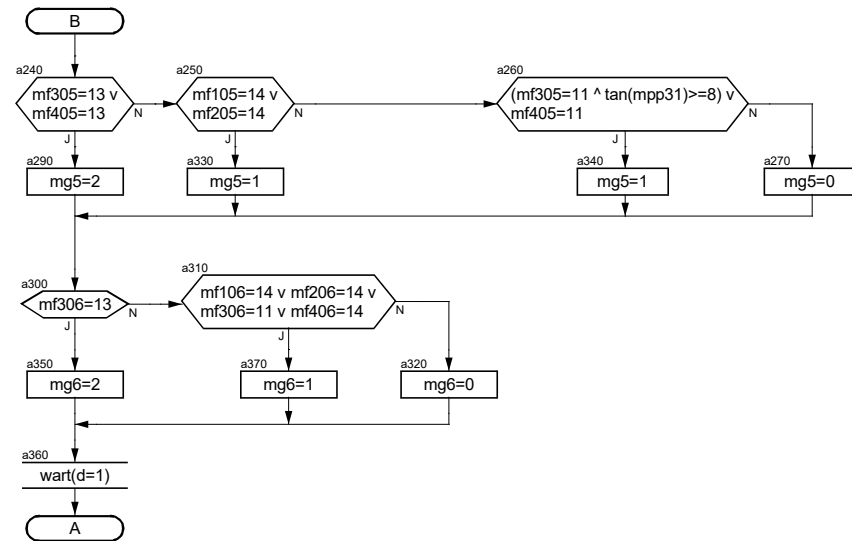 B
a240
mf305=13 v
mf405=13
N
J
a250
mf105=14 v
mf205=14
N
J
a260
(mf305=11 ^ tan(mpp31)>=8) v
mf405=11
N
J
a290
mg5=2
a330
mg5=1
a340
mg5=1
a270
mg5=0
a300
mf306=13
N
J
a310
mf106=14 v mf206=14 v
mf306=11 v mf406=14
N
J
a350
mg6=2
a370
mg6=1
a320
mg6=0
a360
wart(d=1)
A